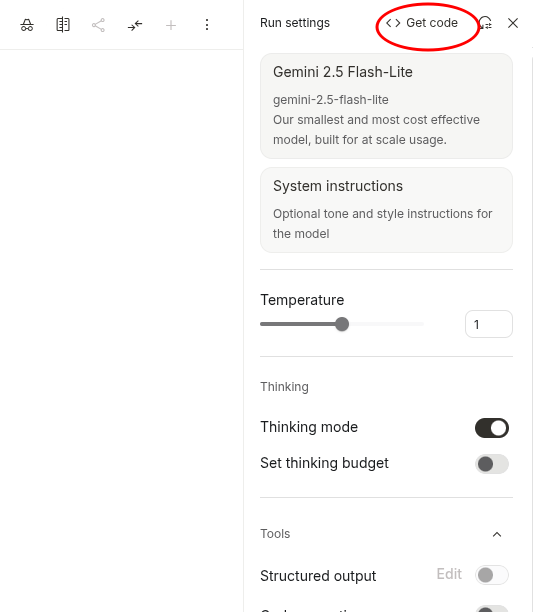 Run settings
Get code
Gemini 2.5 Flash-Lite
gemini-2.5-flash-lite
Our smallest and most cost effective
model, built for at scale usage.
System instructions
Optional tone and style instructions for
the model
Temperature
1
Thinking
Thinking mode
Set thinking budget
Tools
Structured output
Edit